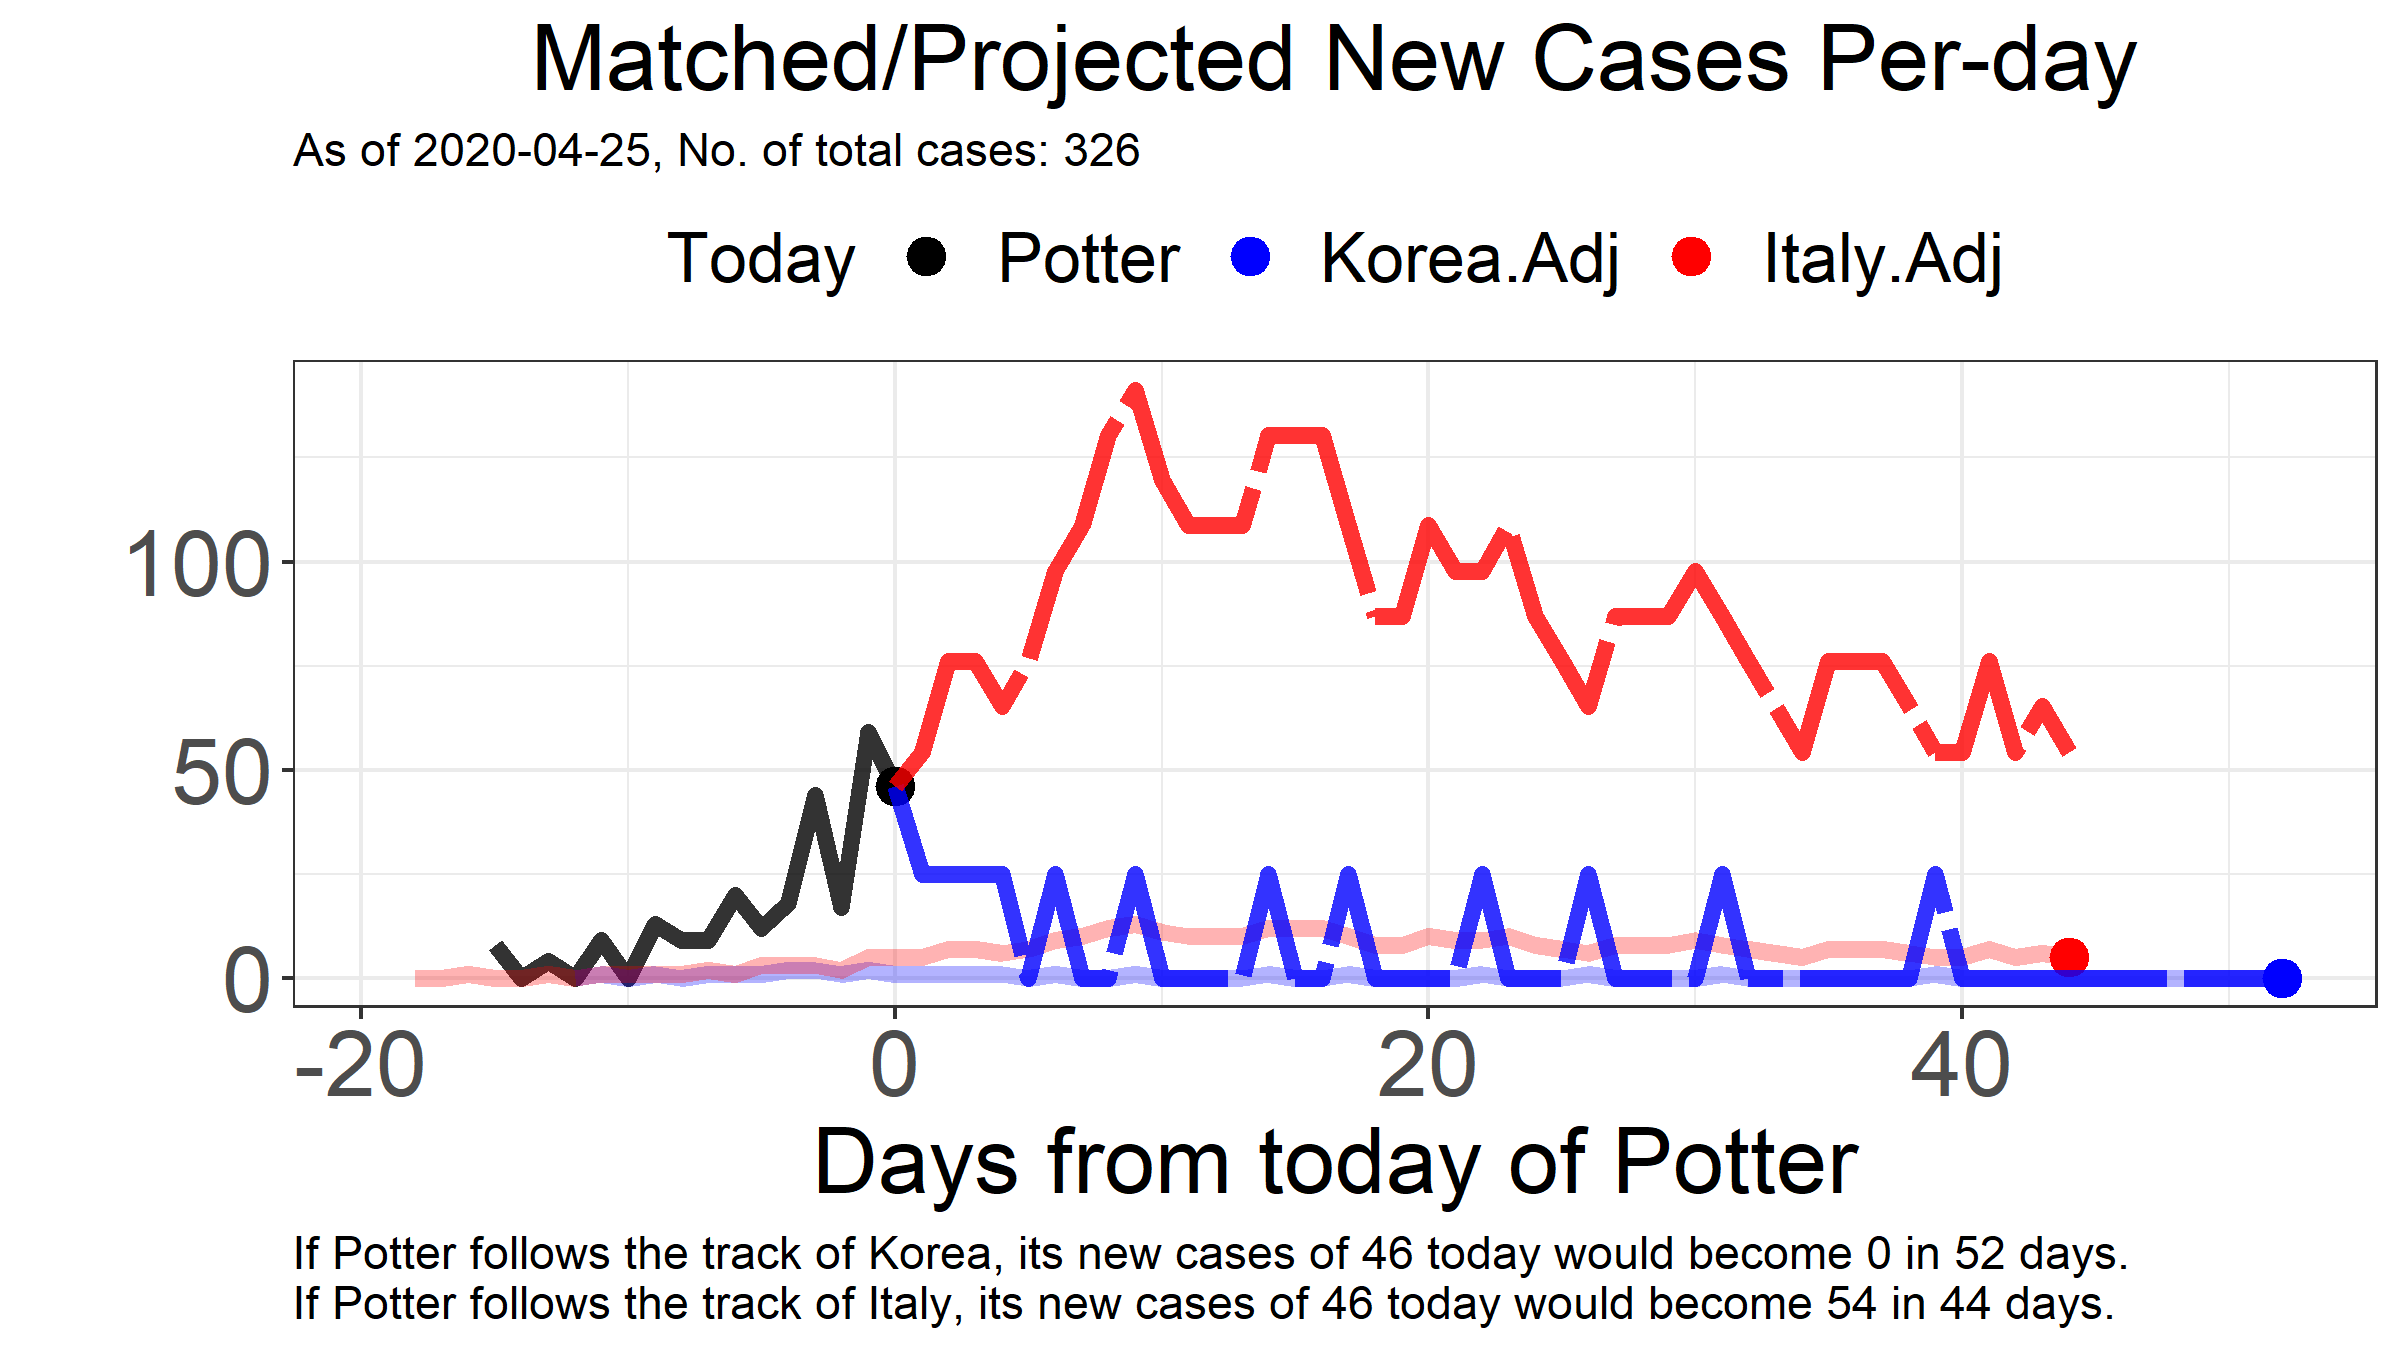 Matched/Projected New Cases Per-day
As of 2020-04-25, No. of total cases: 326
Today Potter Korea.Adj Italy.Adj
100
50
0
-20 0 20 40
Days from today of Potter
If Potter follows the track of Korea, its new cases of 46 today would become 0 in 52 days.
If Potter follows the track of Italy, its new cases of 46 today would become 54 in 44 days.